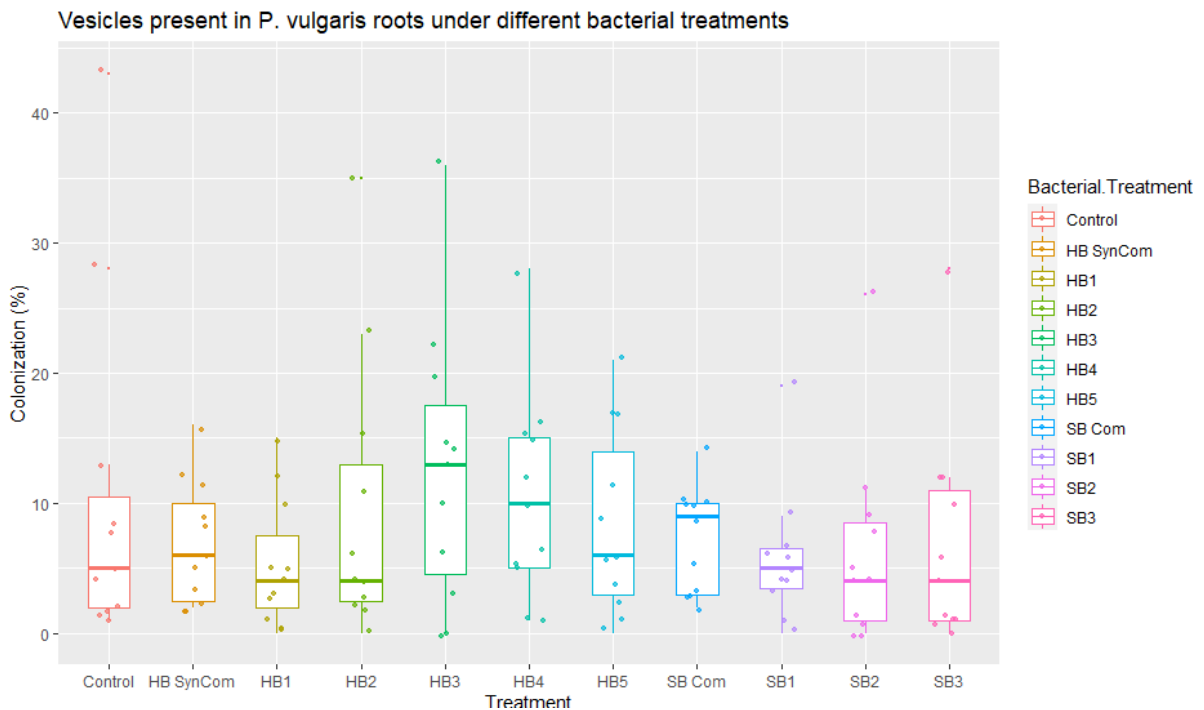 Vesicles present in P. vulgaris roots under different bacterial treatments
Colonization (%)
40
30
20
10
0
Control HB SynCom HB1 HB2 HB3 HB4 HB5 SB Com SB1 SB2 SB3
Treatment
Bacterial.Treatment
Control
HB SynCom
HB1
HB2
HB3
HB4
HB5
SB Com
SB1
SB2
SB3